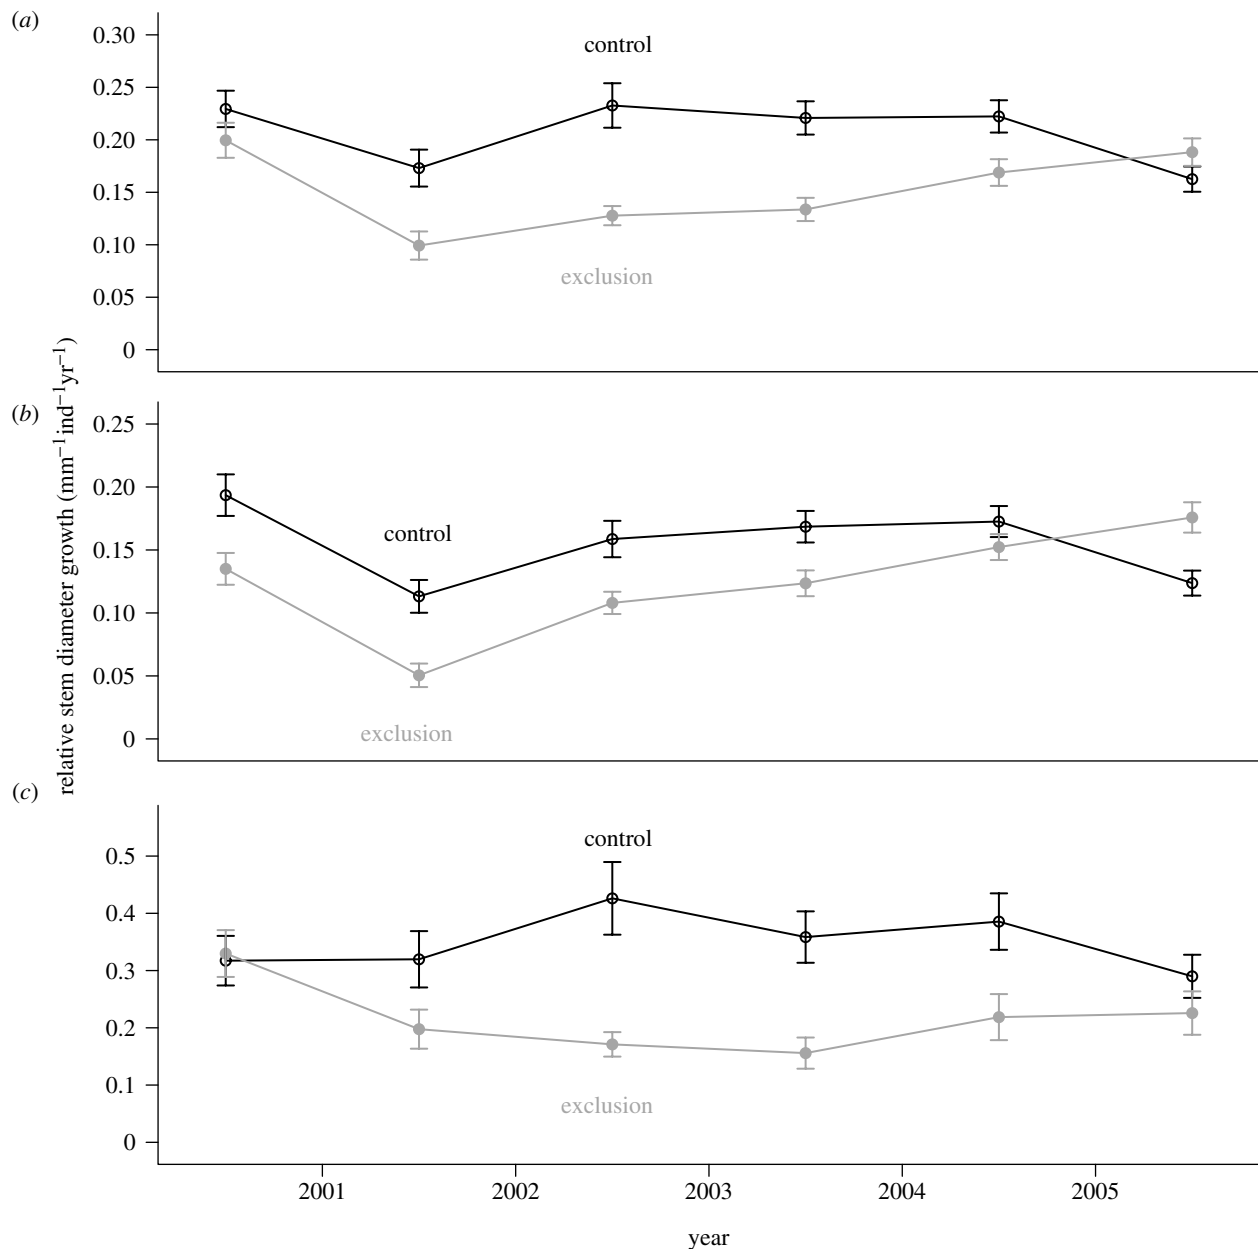 (a)
0.30
0.25
0.20
0.15
0.10
0.05
0
control
exclusion
relative stem diameter growth (mm⁻¹ind⁻¹yr⁻¹)
(b)
0.25
0.20
0.15
0.10
0.05
0
control
exclusion
(c)
0.5
0.4
0.3
0.2
0.1
0
control
exclusion
2001 2002 2003 2004 2005
year